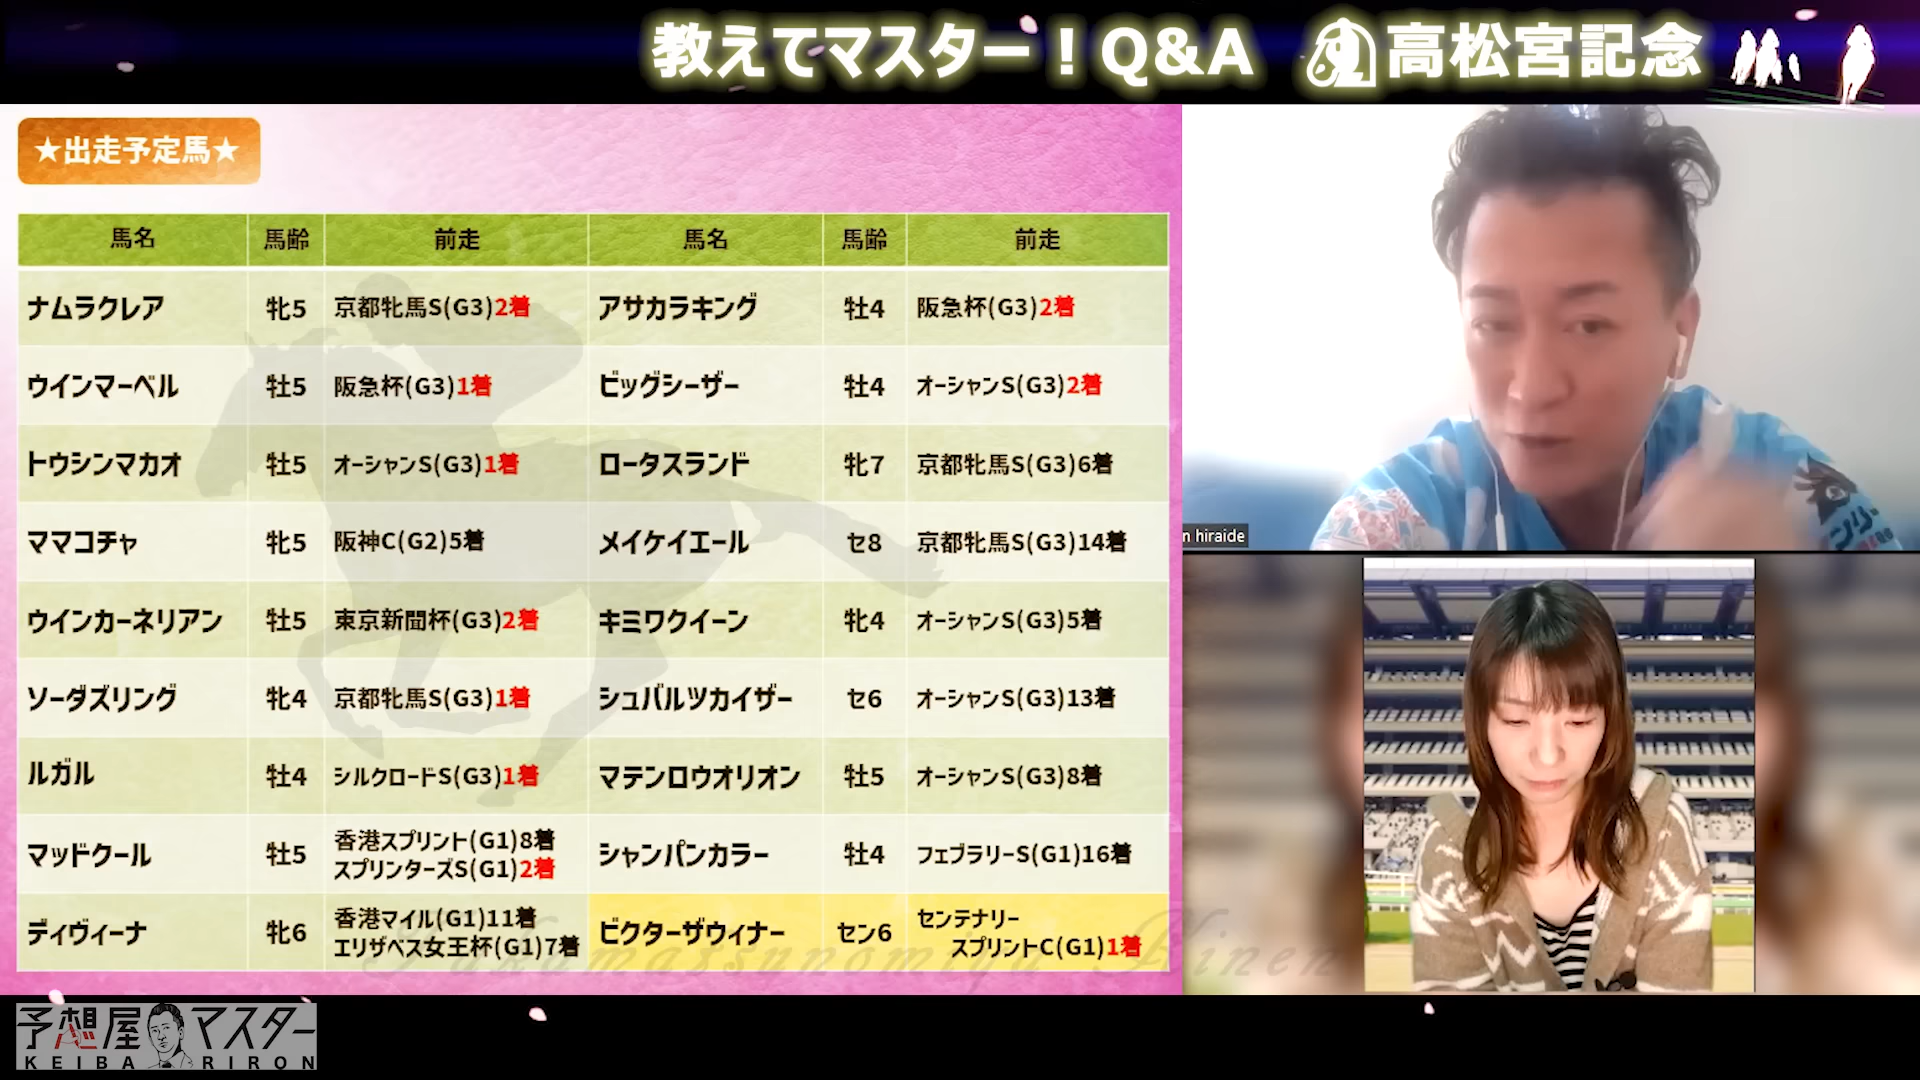 教えてマスター！Q&A 高松宮記念
★出走予定馬★
馬名 馬齢 前走 馬名 馬齢 前走
ナムラクレア 牝5 京都牝馬S(G3)2着 アサカラキング 牡4 阪急杯(G3)2着
ウインマーベル 牡5 阪急杯(G3)1着 ビッグシーザー 牡4 オーシャンS(G3)2着
トウシンマカオ 牡5 オーシャンS(G3)1着 ロータスランド 牝7 京都牝馬S(G3)6着
ママコチャ 牝5 阪神C(G2)5着 メイケイエール セ8 京都牝馬S(G3)14着
ウインカーネリアン 牡5 東京新聞杯(G3)2着 キミワクイーン 牝4 オーシャンS(G3)5着
ソーダズリング 牝4 京都牝馬S(G3)1着 シュバルツカイザー セ6 オーシャンS(G3)13着
ルガル 牡4 シルクロードS(G3)1着 マテンロウオリオン 牡5 オーシャンS(G3)8着
マッドクール 牡5 香港スプリント(G1)8着 シャンパンカラー 牡4 フェブラリーS(G1)16着
スプリンターズS(G1)2着
ディヴィーナ 牝6 香港マイル(G1)11着 ビクターザウィナー セン6 センテナリー
エリザベス女王杯(G1)7着 スプリントC(G1)1着
Takamatsunomiya Kinen
n hiraide
予想屋マスター
KEIBA RIRON